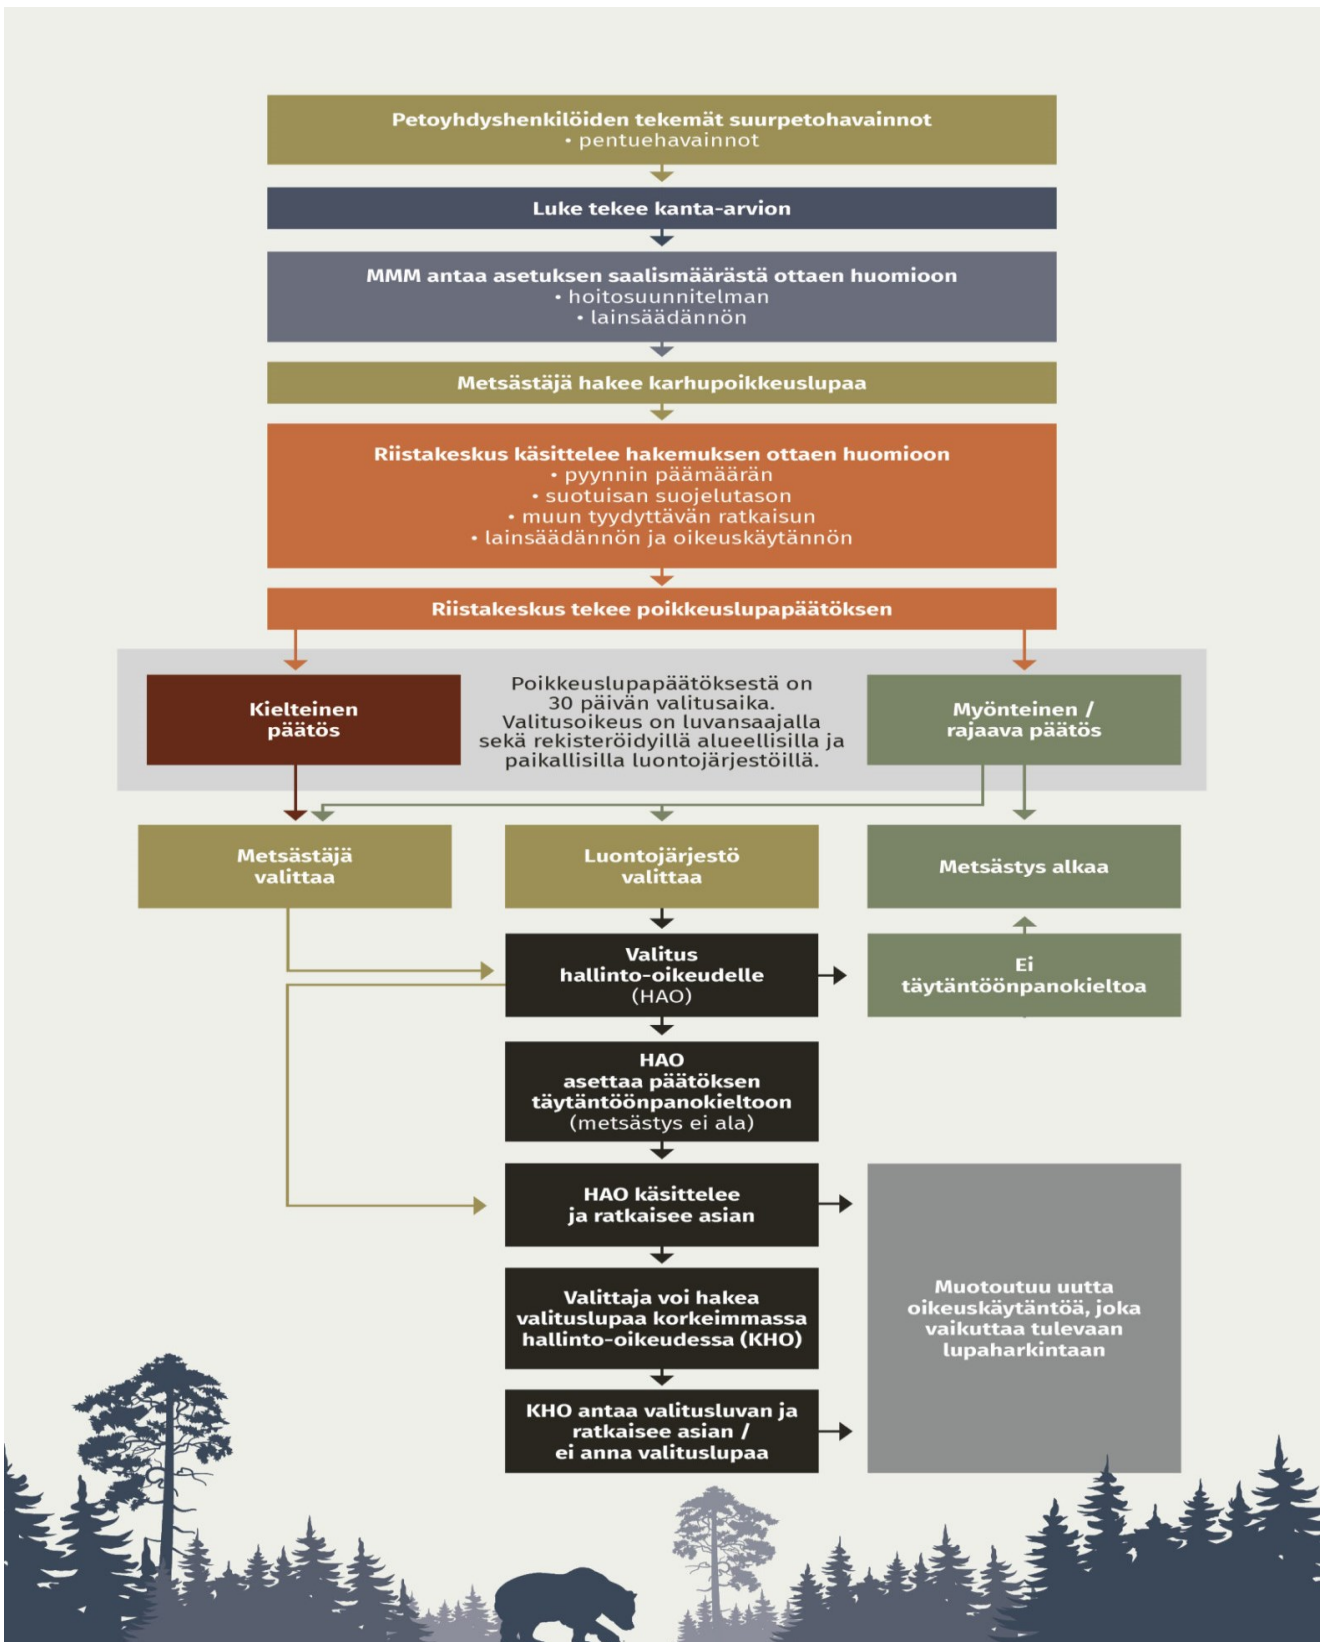 Petoyhdyshenkilöiden tekemät suurpetohavainnot
• pentuehavainnot
Luke tekee kanta-arvion
MMM antaa asetuksen saalismäärästä ottaen huomioon
• hoitosuunnitelman
• lainsäädännön
Metsästäjä hakee karhupoikkeuslupaa
Riistakeskus käsittelee hakemuksen ottaen huomioon
• pyynnin päämäärän
• suotuisan suojelutason
• muun tyydyttävän ratkaisun
• lainsäädännön ja oikeuskäytännön
Riistakeskus tekee poikkeuslupapäätöksen
Kielteinen
päätös
Poikkeuslupapäätöksestä on
30 päivän valitusaika.
Valitusoikeus on luvansaajalla
sekä rekisteröidyillä alueellisilla ja
paikallisilla luontojärjestöillä.
Myönteinen /
rajaava päätös
Metsästäjä
valittaa
Luontojärjestö
valittaa
Metsästys alkaa
Valitus
hallinto-oikeudelle
(HAO)
Ei
täytäntöönpanokieltoa
HAO
asettaa päätöksen
täytäntöönpanokieltoon
(metsästys ei ala)
HAO käsittelee
ja ratkaisee asian
Valittaja voi hakea
valituslupaa korkeimmassa
hallinto-oikeudessa (KHO)
Muotoutuu uutta
oikeuskäytäntöä, joka
vaikuttaa tulevaan
lupaharkintaan
KHO antaa valitusluvan ja
ratkaisee asian /
ei anna valituslupaa